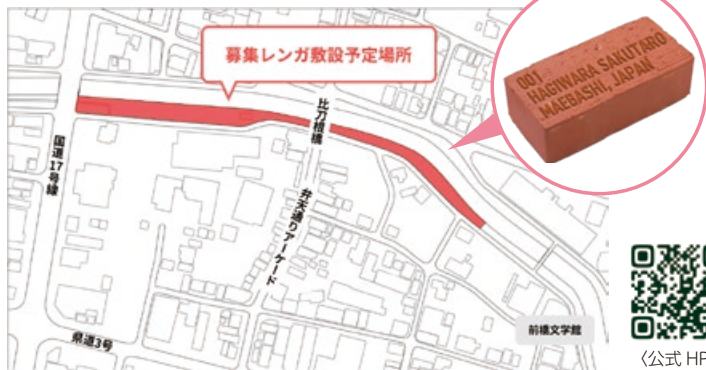 募集レンガ敷設予定場所
001
HAGIWARA SAKUTARO
MAEBASHI, JAPAN
比刀根橋
国道17号線
弁天通りアーケード
前橋文学館
県道3号
〈公式 HP